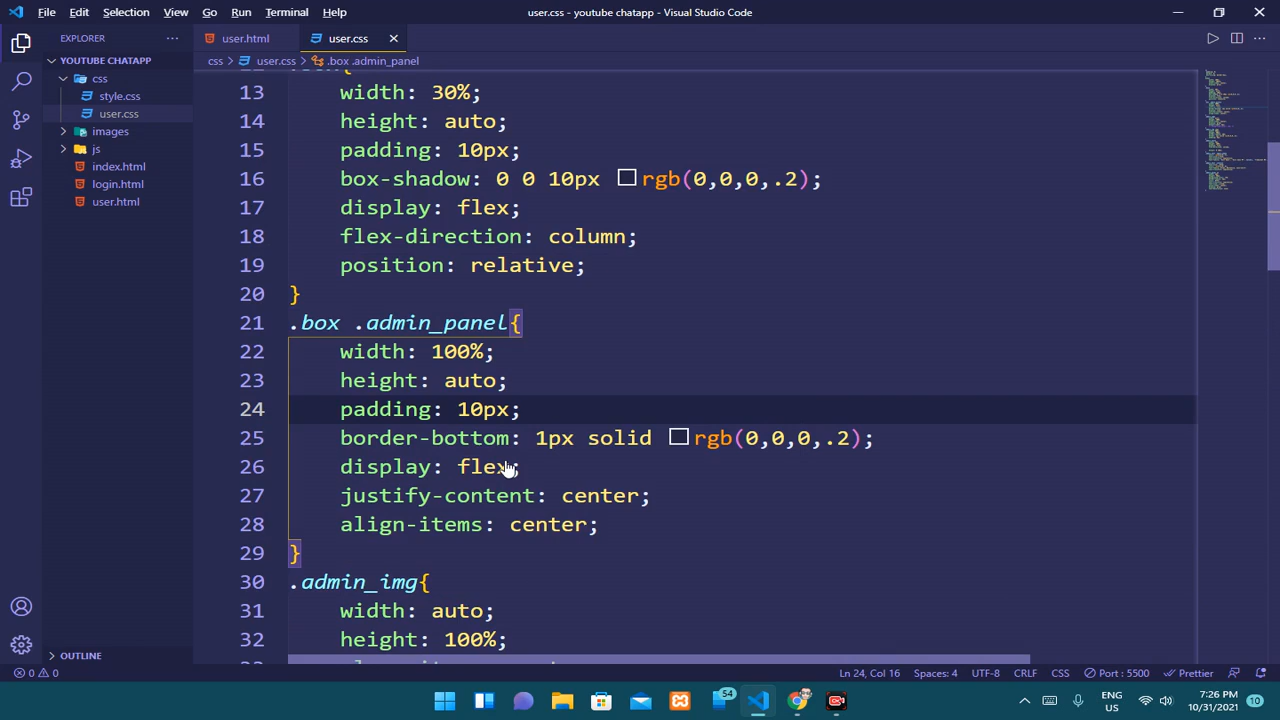 File Edit Selection View Go Run Terminal Help
user.css - youtube chatapp - Visual Studio Code
EXPLORER
user.html
user.css
YOUTUBE CHATAPP
css
style.css
user.css
images
js
index.html
login.html
user.html
OUTLINE
css > user.css > .box .admin_panel
13 width: 30%;
14 height: auto;
15 padding: 10px;
16 box-shadow: 0 0 10px rgb(0,0,0,.2);
17 display: flex;
18 flex-direction: column;
19 position: relative;
20 }
21 .box .admin_panel{
22 width: 100%;
23 height: auto;
24 padding: 10px;
25 border-bottom: 1px solid rgb(0,0,0,.2);
26 display: flex;
27 justify-content: center;
28 align-items: center;
29 }
30 .admin_img{
31 width: auto;
32 height: 100%;
0 0
Ln 24, Col 16 Spaces: 4 UTF-8 CRLF CSS Port : 5500 Prettier
54
ENG
UC
7:26 PM
10/31/2021
10